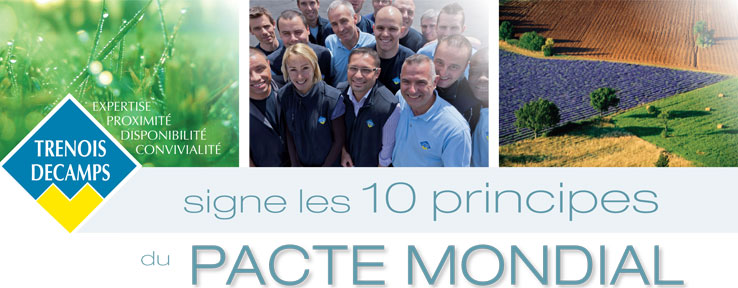 EXPERTISE
PROXIMITÉ
DISPONIBILITÉ
CONVIVIALITÉ
TRENOIS
DECAMPS
signe les 10 principes
du PACTE MONDIAL